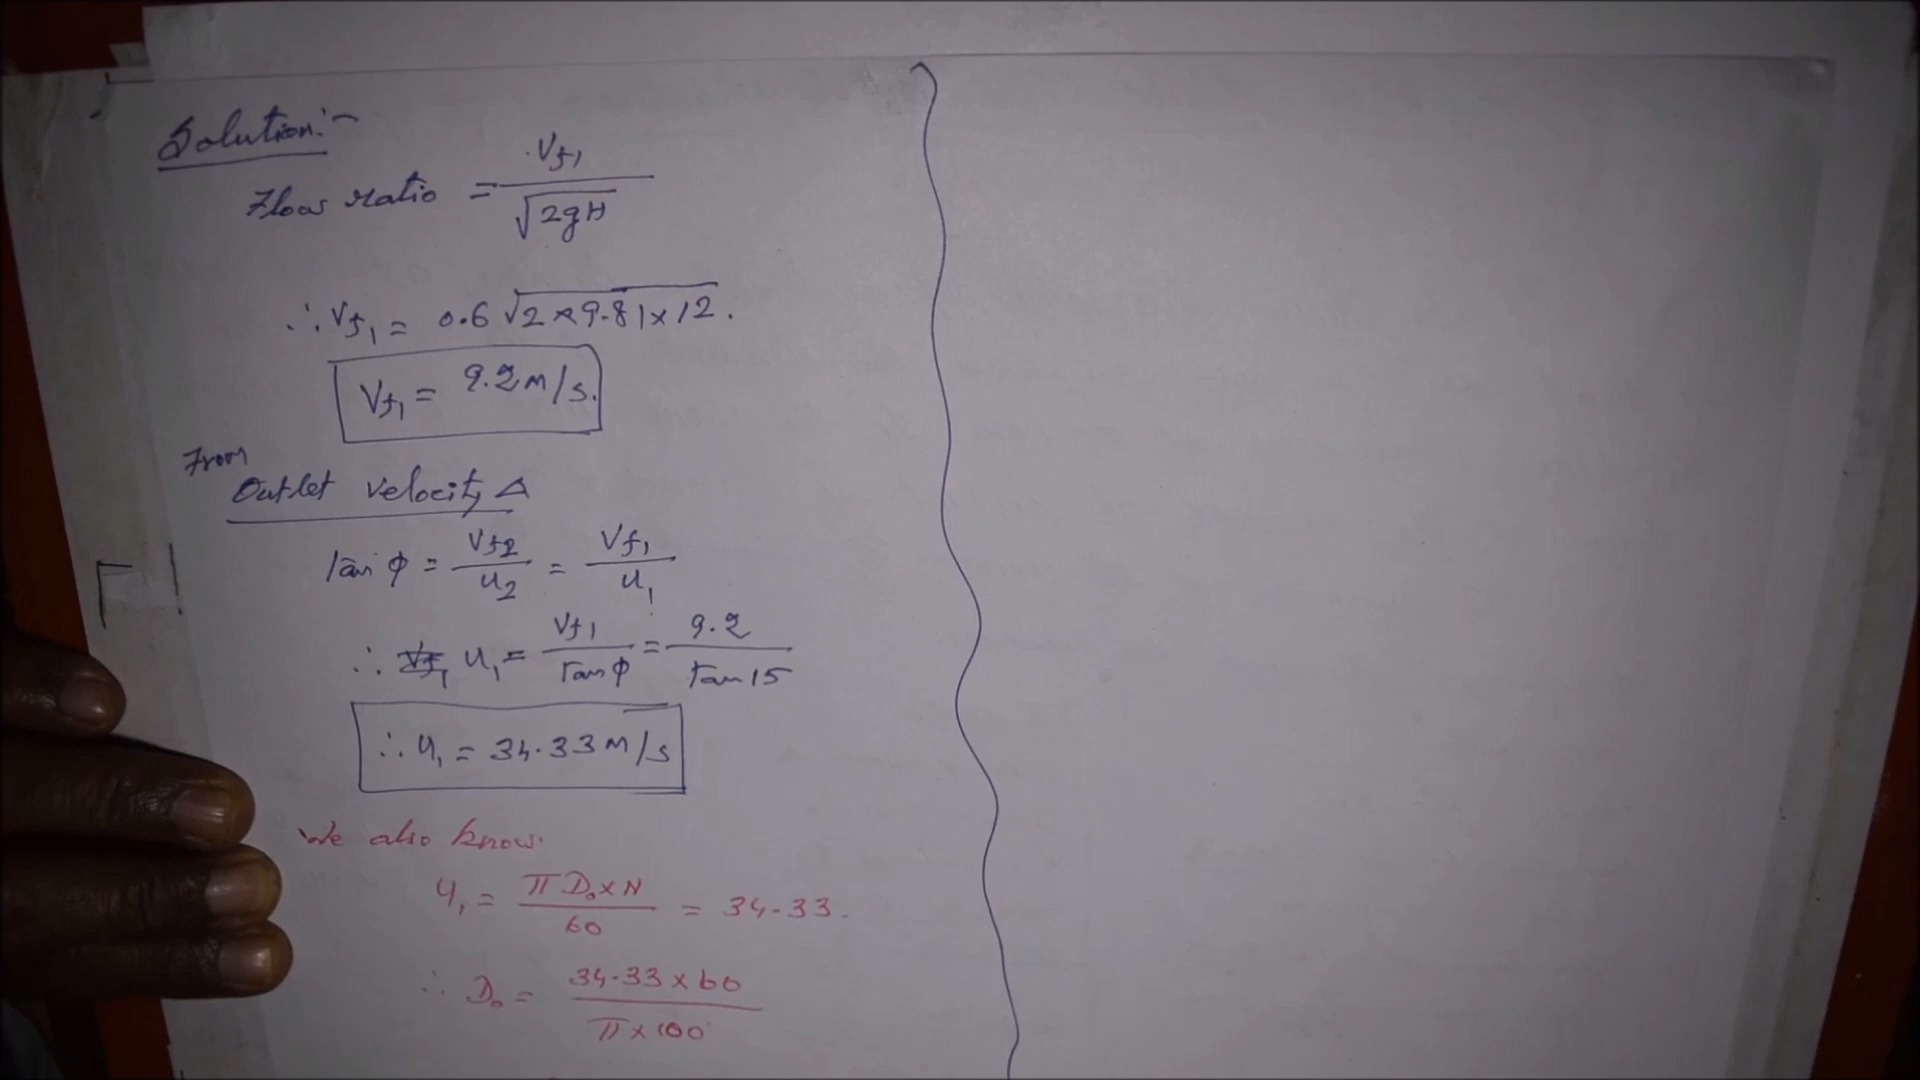 Solution:-
Flow ratio = Vf1 / √2gH
∴ Vf1 = 0.6 √2×9.81×12.
Vf1 = 9.2 m/s.
From
Outlet velocity Δ
tan φ = Vf2 / u2 = Vf1 / u1
∴ u1 = Vf1 / tan φ = 9.2 / tan 15
∴ u1 = 34.33 m/s
We also know.
u1 = π D₀ × N / 60 = 34.33.
∴ D₀ = 34.33 × 60 / π × 100